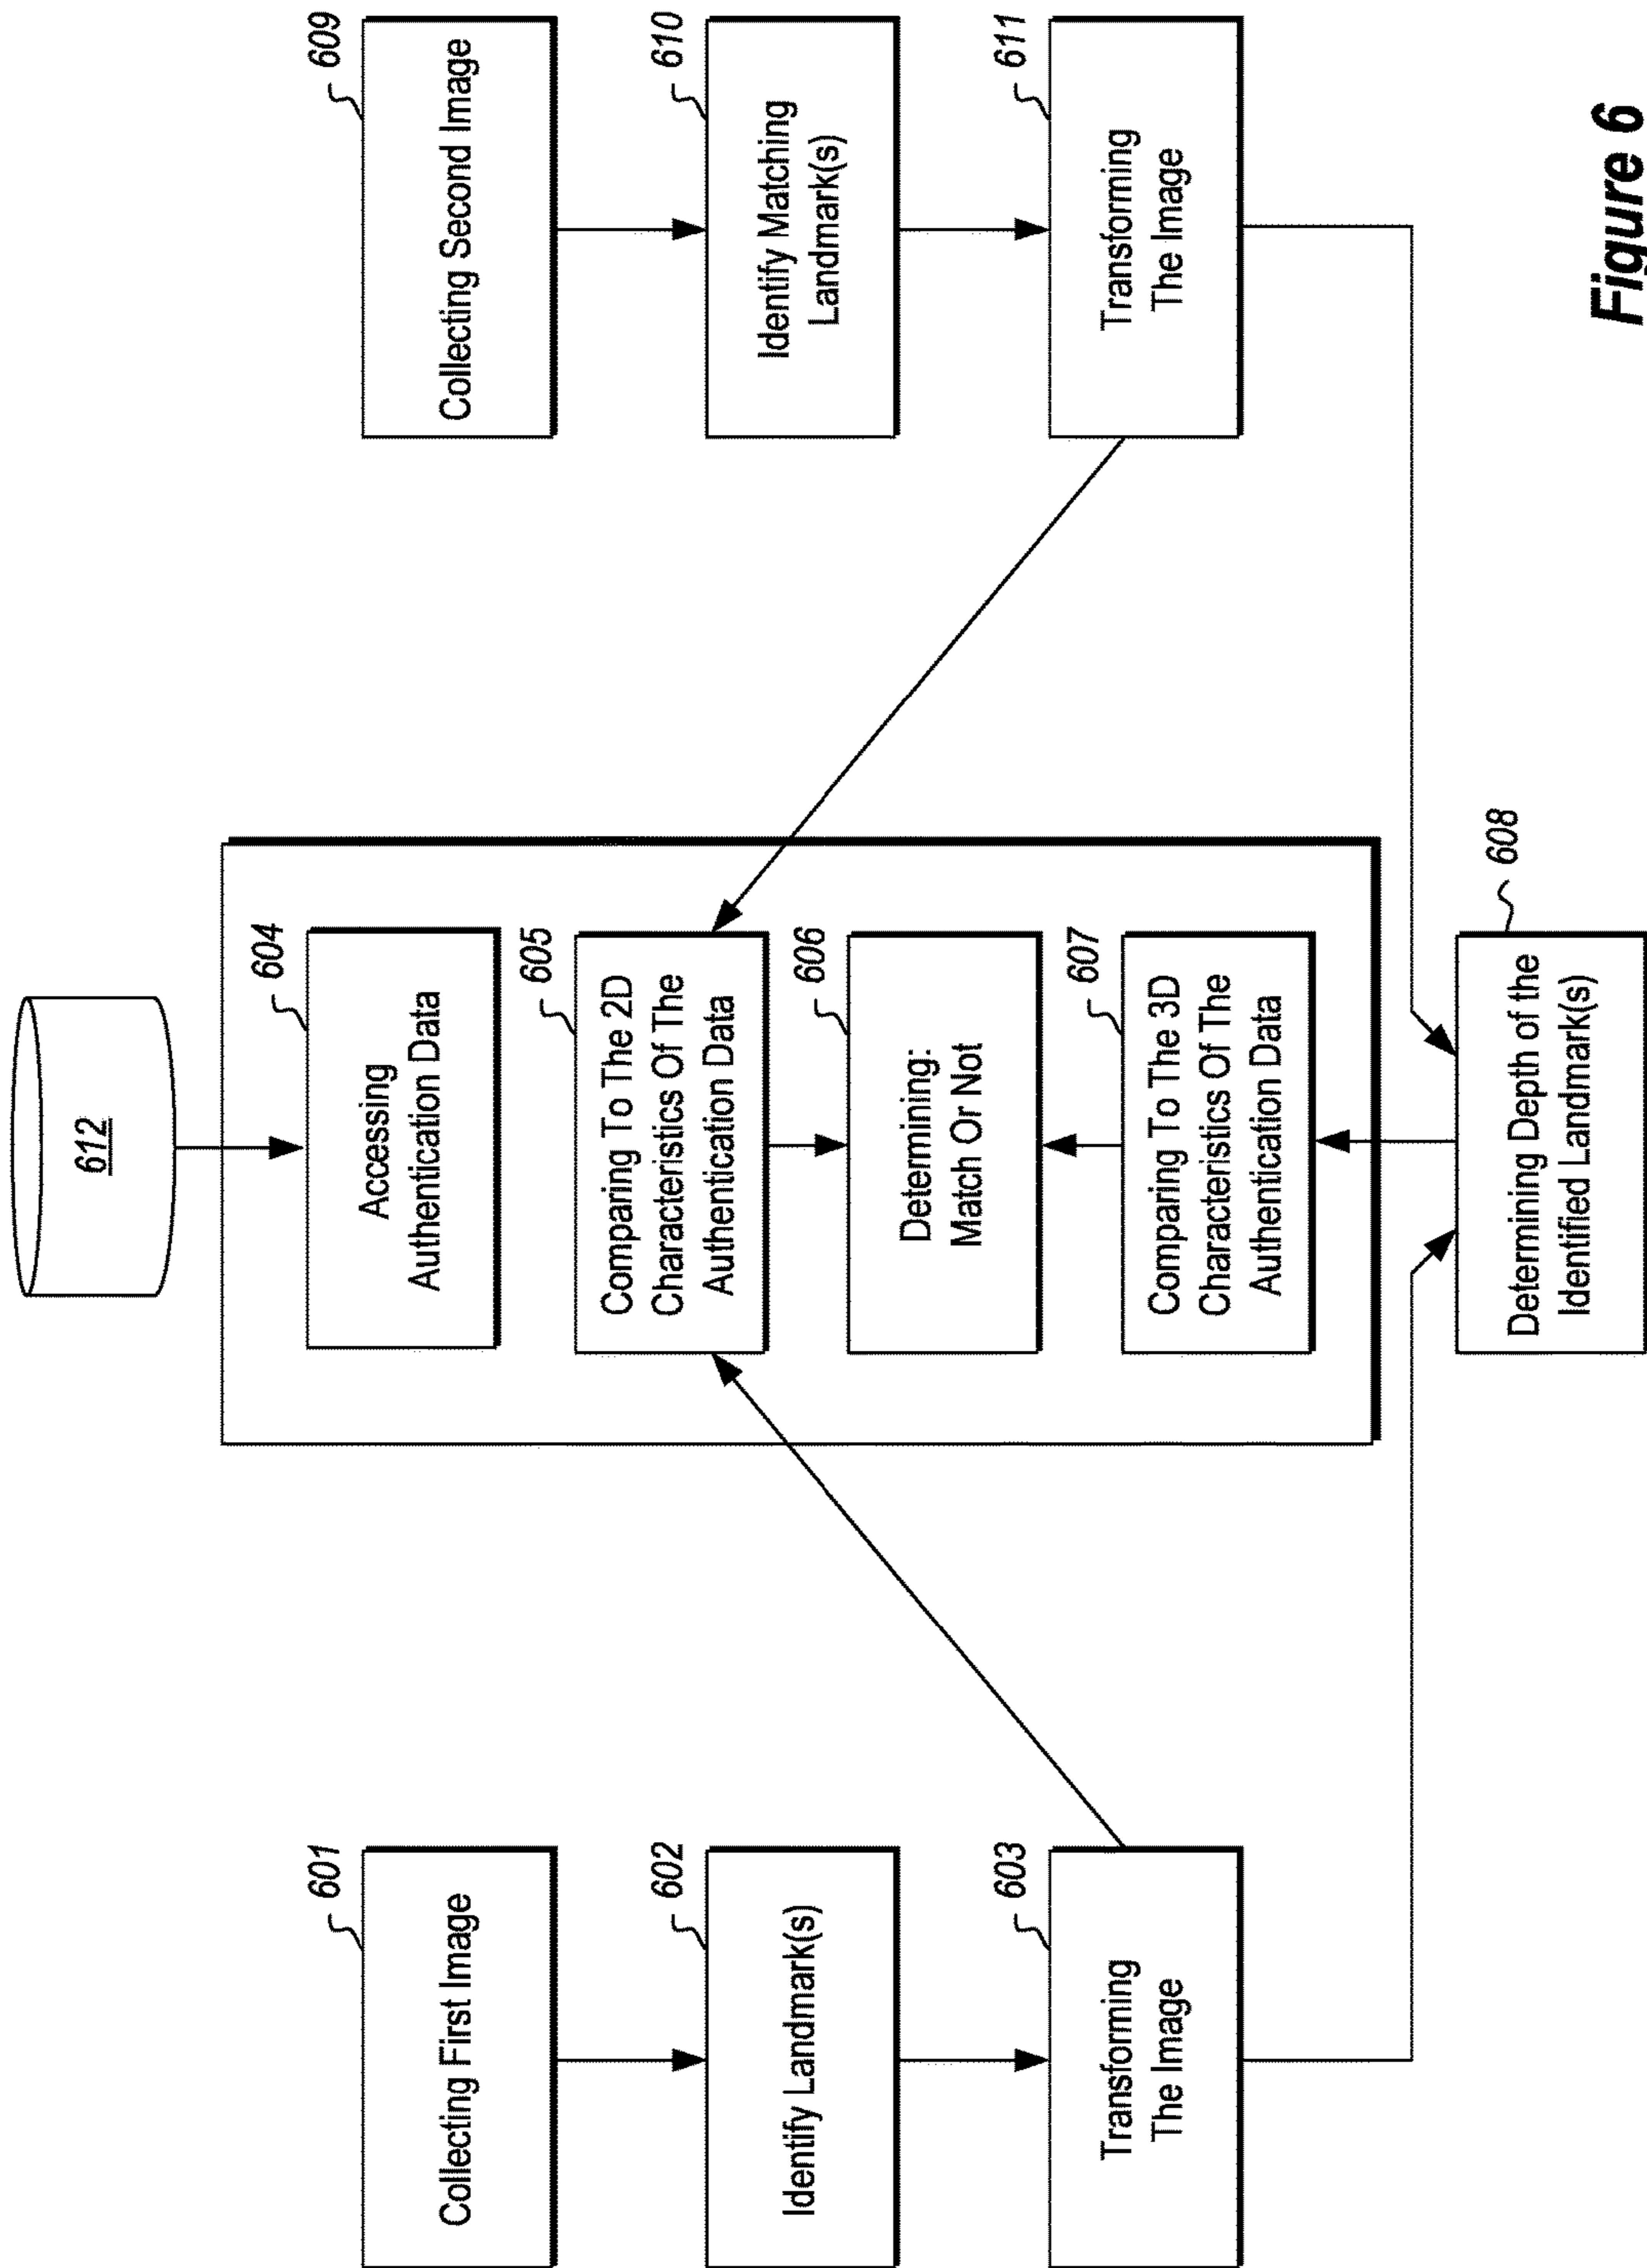 601
Collecting First Image
602
Identify Landmark(s)
603
Transforming
The Image
612
604
Accessing
Authentication Data
605
Comparing To The 2D
Characteristics Of The
Authentication Data
606
Determining:
Match Or Not
607
Comparing To The 3D
Characteristics Of The
Authentication Data
608
Determining Depth of the
Identified Landmark(s)
609
Collecting Second Image
610
Identify Matching
Landmark(s)
611
Transforming
The Image
Figure 6